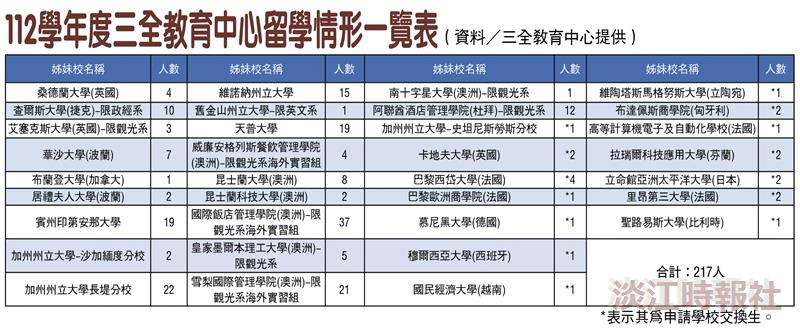 112學年度三全教育中心留學情形一覽表（資料／三全教育中心提供）
姊妹校名稱 人數 姊妹校名稱 人數 姊妹校名稱 人數 姊妹校名稱 人數
桑德蘭大學(英國) 4 維諾納州立大學 15 南十字星大學(澳洲)-限觀光系 1 維陶塔斯馬格努斯大學(立陶宛) *1
查爾斯大學(捷克)-限政經系 10 舊金山州立大學-限英文系 1 阿聯酋酒店管理學院(杜拜)-限觀光系 12 布達佩斯商學院(匈牙利) *2
艾塞克斯大學(英國)-限觀光系 3 天普大學 19 加州州立大學-史坦尼斯勞斯分校 *1 高等計算機電子及自動化學校(法國) *1
華沙大學(波蘭) 7 威廉安格列斯餐飲管理學院(澳洲)-限觀光系海外實習組 4 卡地夫大學(英國) *2 拉瑞爾科技應用大學(芬蘭) *2
布蘭登大學(加拿大) 1 昆士蘭大學(澳洲) 8 巴黎西岱大學(法國) *4 立命館亞洲太平洋大學(日本) *2
居禮夫人大學(波蘭) 2 昆士蘭科技大學(澳洲) 2 巴黎歐洲商學院(法國) *1 里昂第三大學(法國) *2
賓州印第安那大學 19 國際飯店管理學院(澳洲)-限觀光系海外實習組 37 慕尼黑大學(德國) *1 聖路易斯大學(比利時) *1
加州州立大學-沙加緬度分校 2 皇家墨爾本理工大學(澳洲)-限觀光系 5 穆爾西亞大學(西班牙) *1
加州州立大學長堤分校 22 雪梨國際管理學院(澳洲)-限觀光系海外實習組 21 國民經濟大學(越南) *1
合計：217人
淡江時報社
*表示其為申請學校交換生。